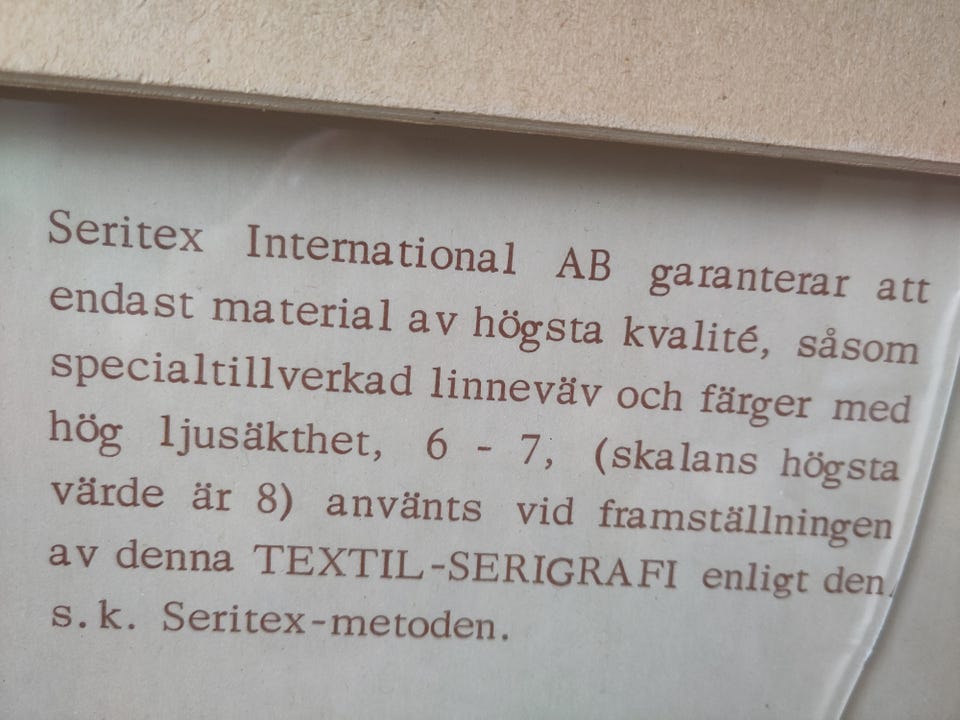 Seritex International AB garanterar att
endast material av högsta kvalité, såsom
specialtillverkad linneväv och färger med
hög ljusäkthet, 6 - 7, (skalans högsta
värde är 8) använts vid framställningen
av denna TEXTIL-SERIGRAFI enligt den
s.k. Seritex-metoden.